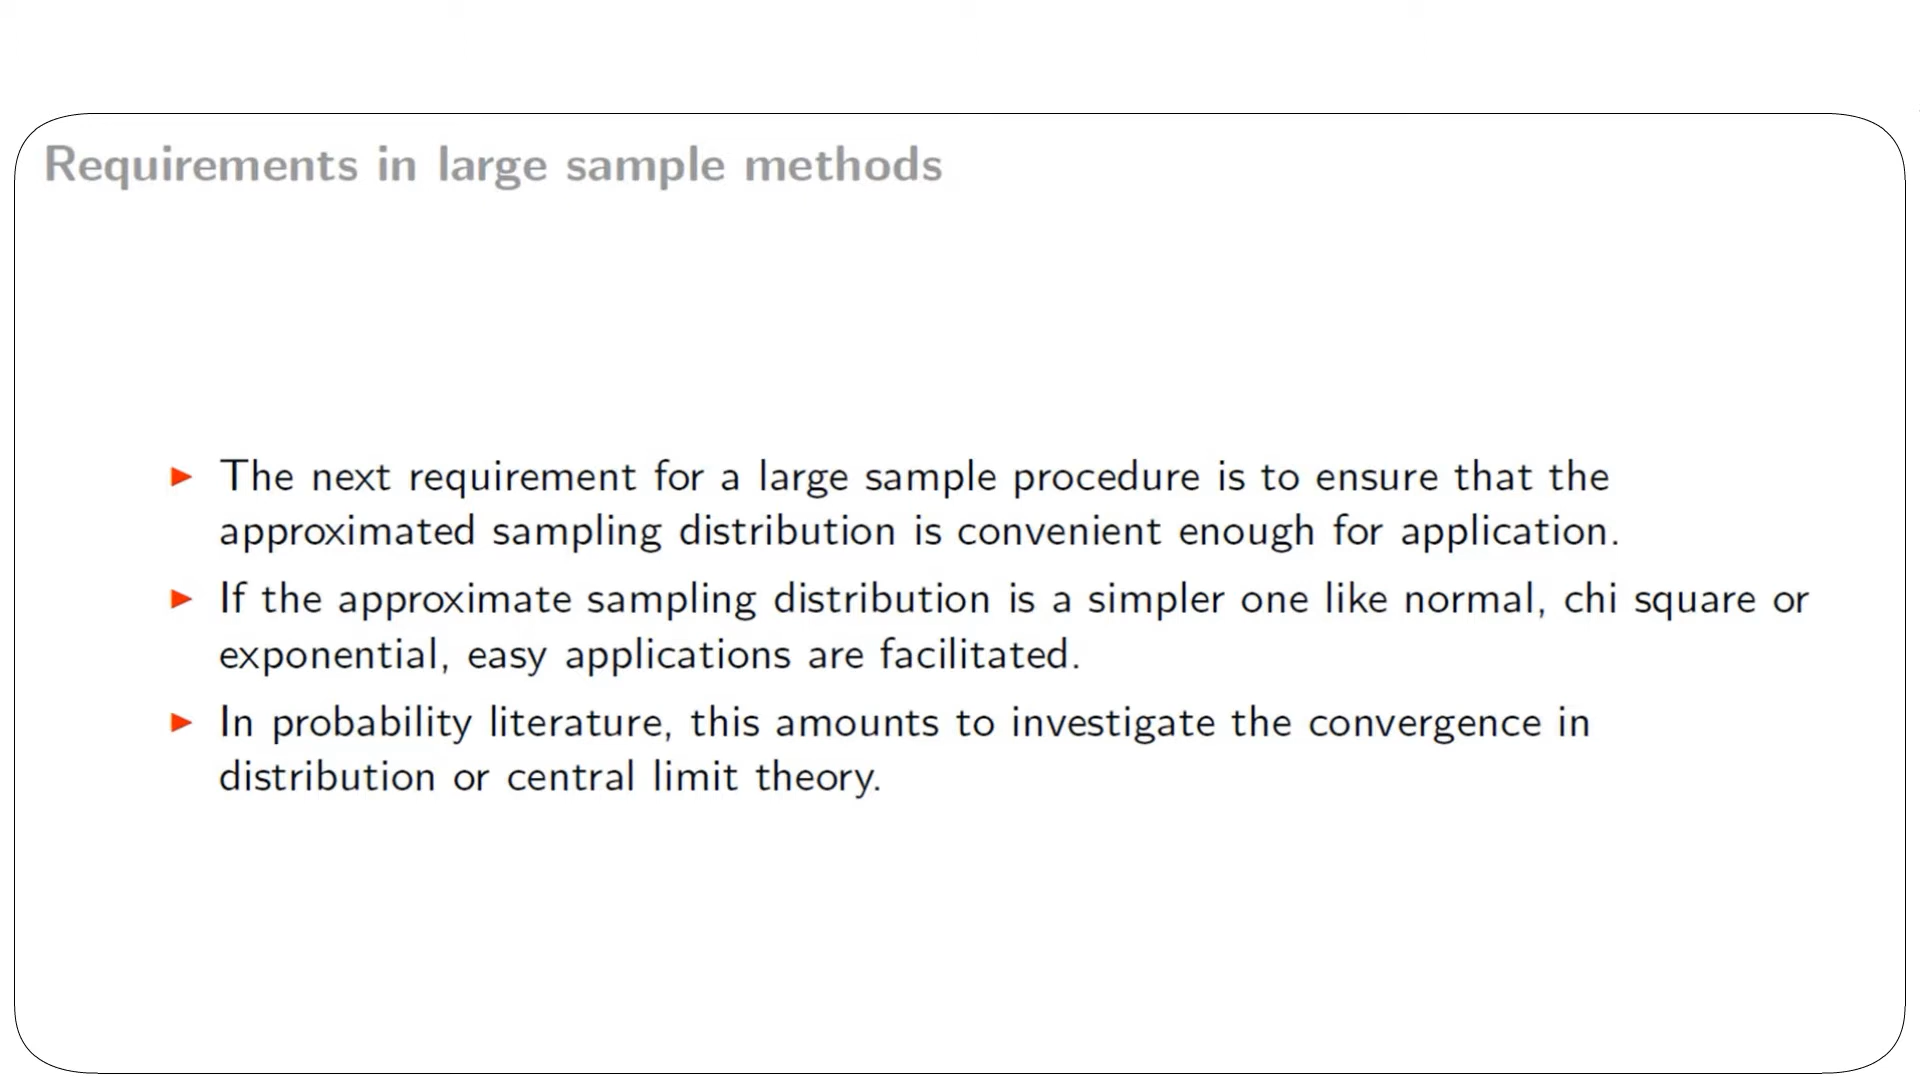 Requirements in large sample methods
The next requirement for a large sample procedure is to ensure that the
approximated sampling distribution is convenient enough for application.
If the approximate sampling distribution is a simpler one like normal, chi square or
exponential, easy applications are facilitated.
In probability literature, this amounts to investigate the convergence in
distribution or central limit theory.